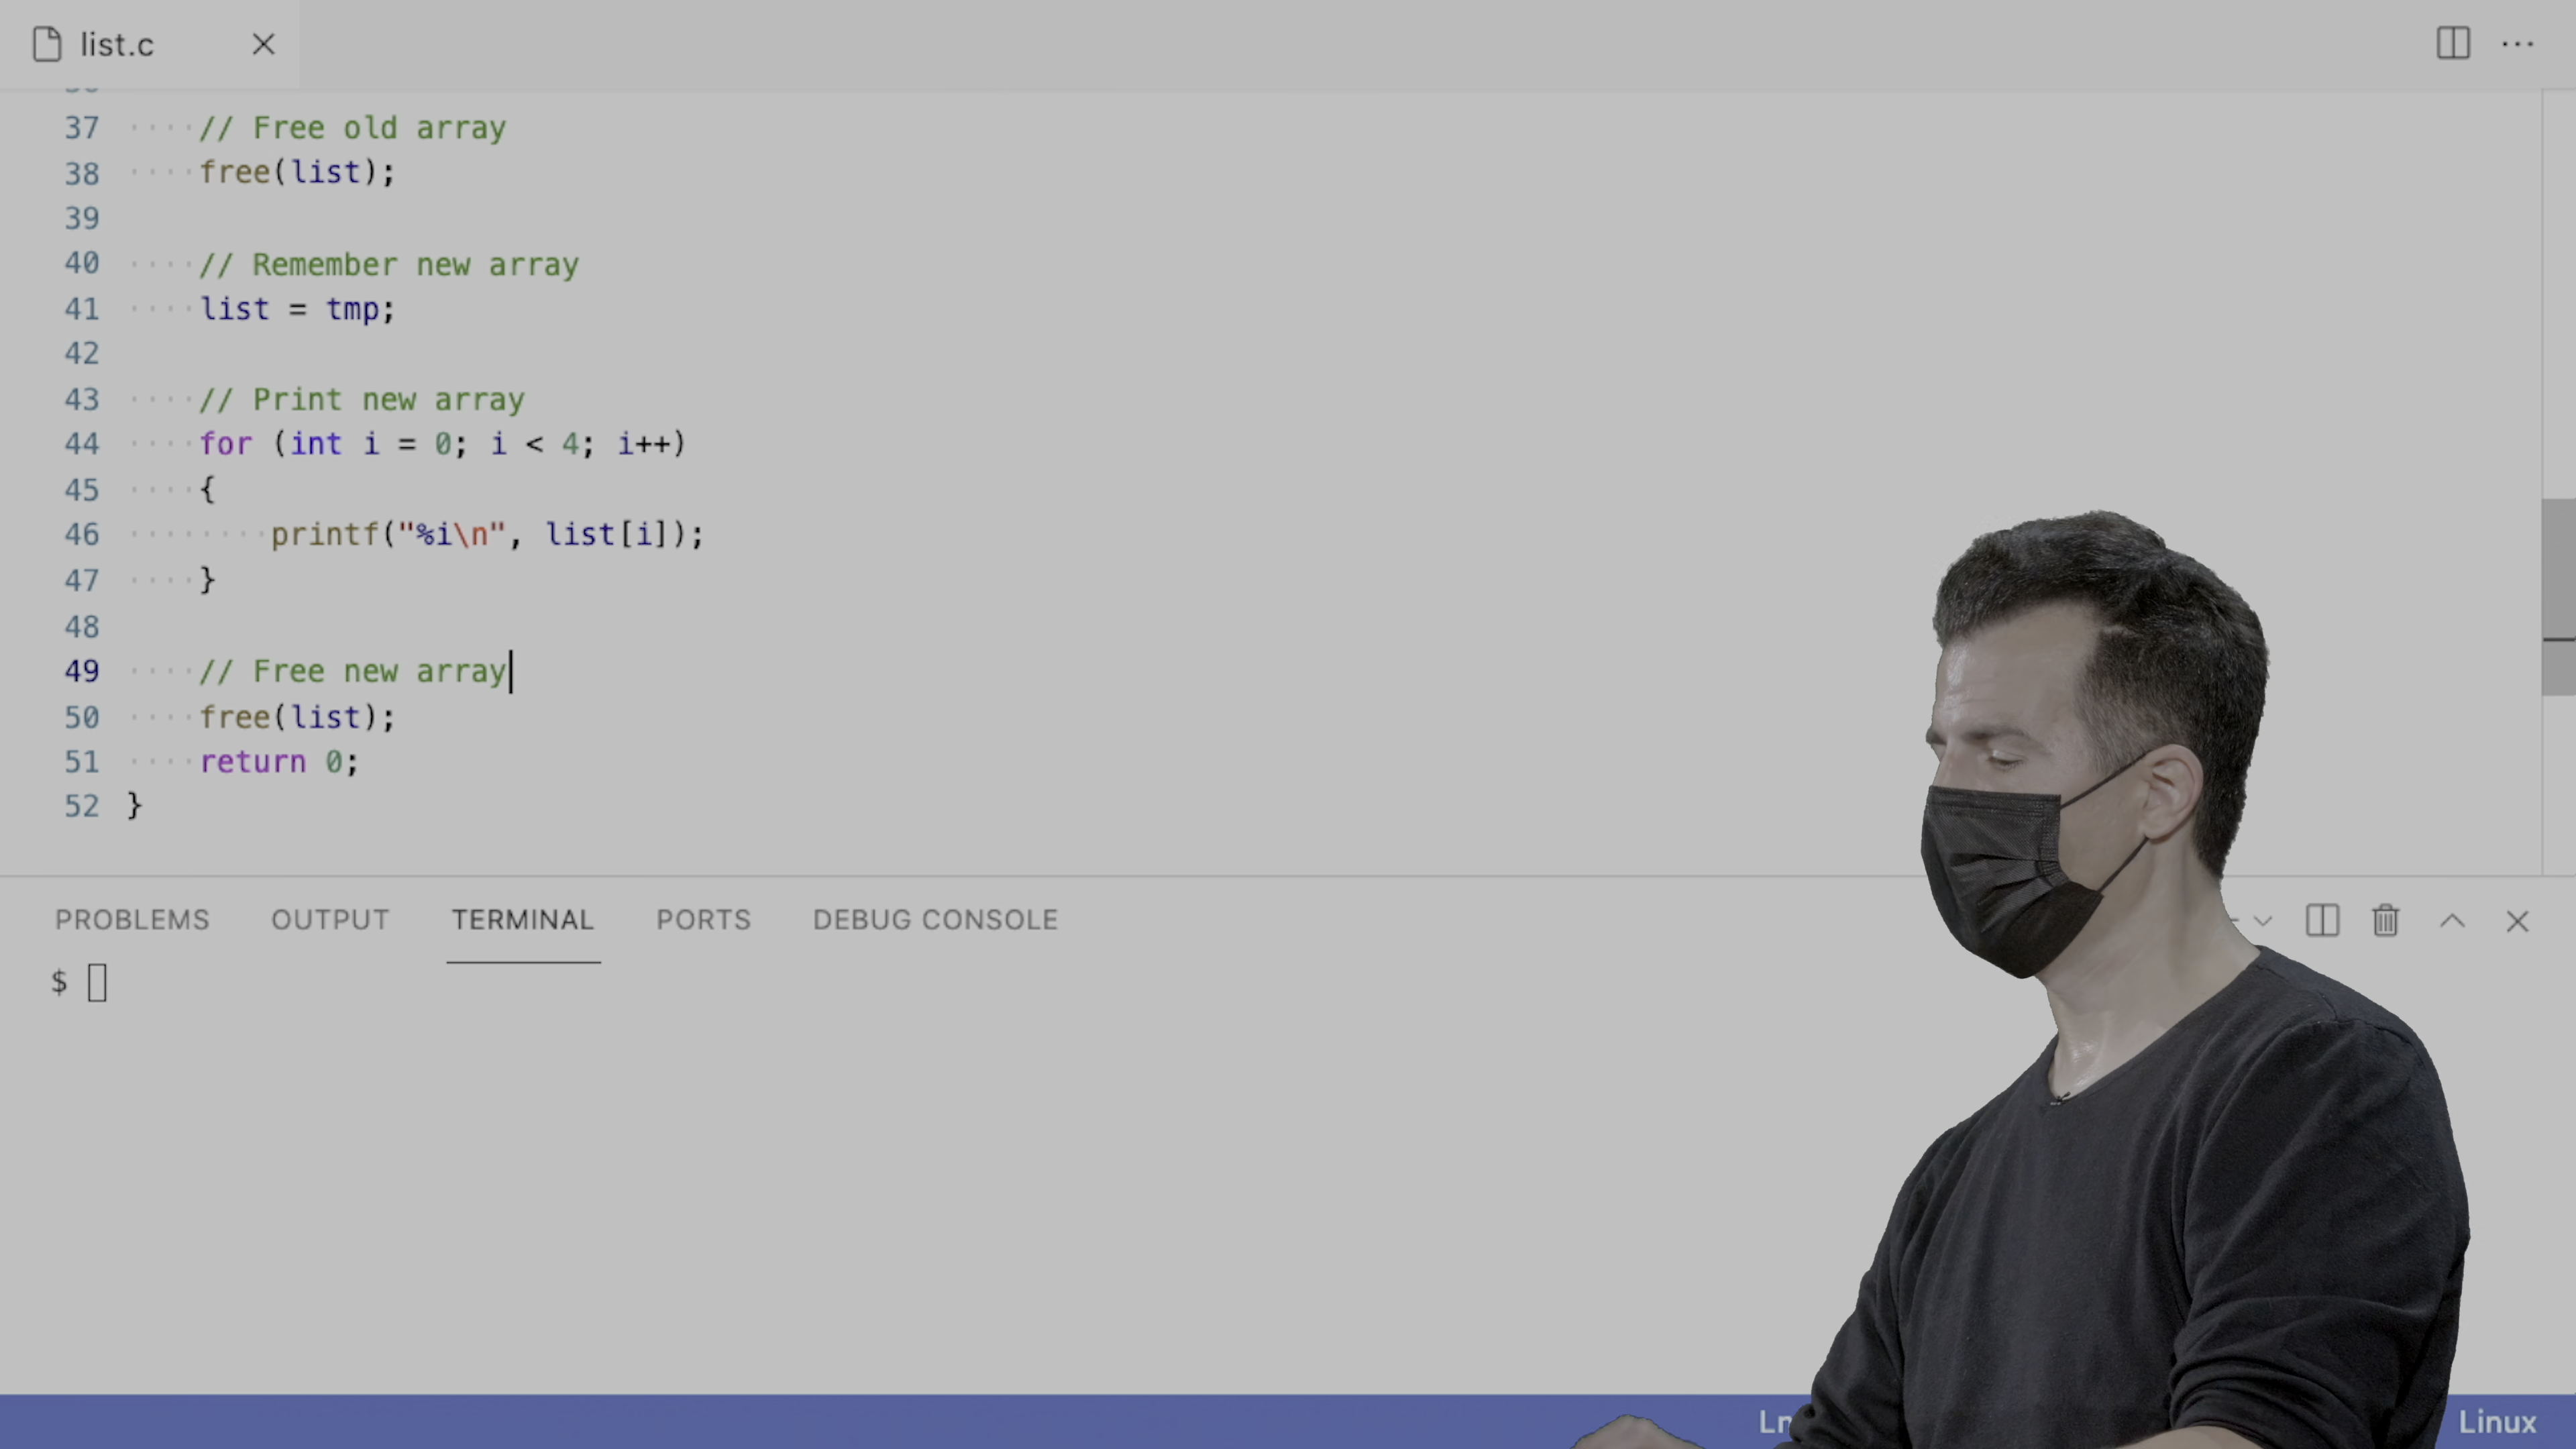 list.c
37 // Free old array
38 free(list);
39
40 // Remember new array
41 list = tmp;
42
43 // Print new array
44 for (int i = 0; i < 4; i++)
45 {
46 printf("%i\n", list[i]);
47 }
48
49 // Free new array
50 free(list);
51 return 0;
52 }
PROBLEMS OUTPUT TERMINAL PORTS DEBUG CONSOLE
$
Ln
Linux